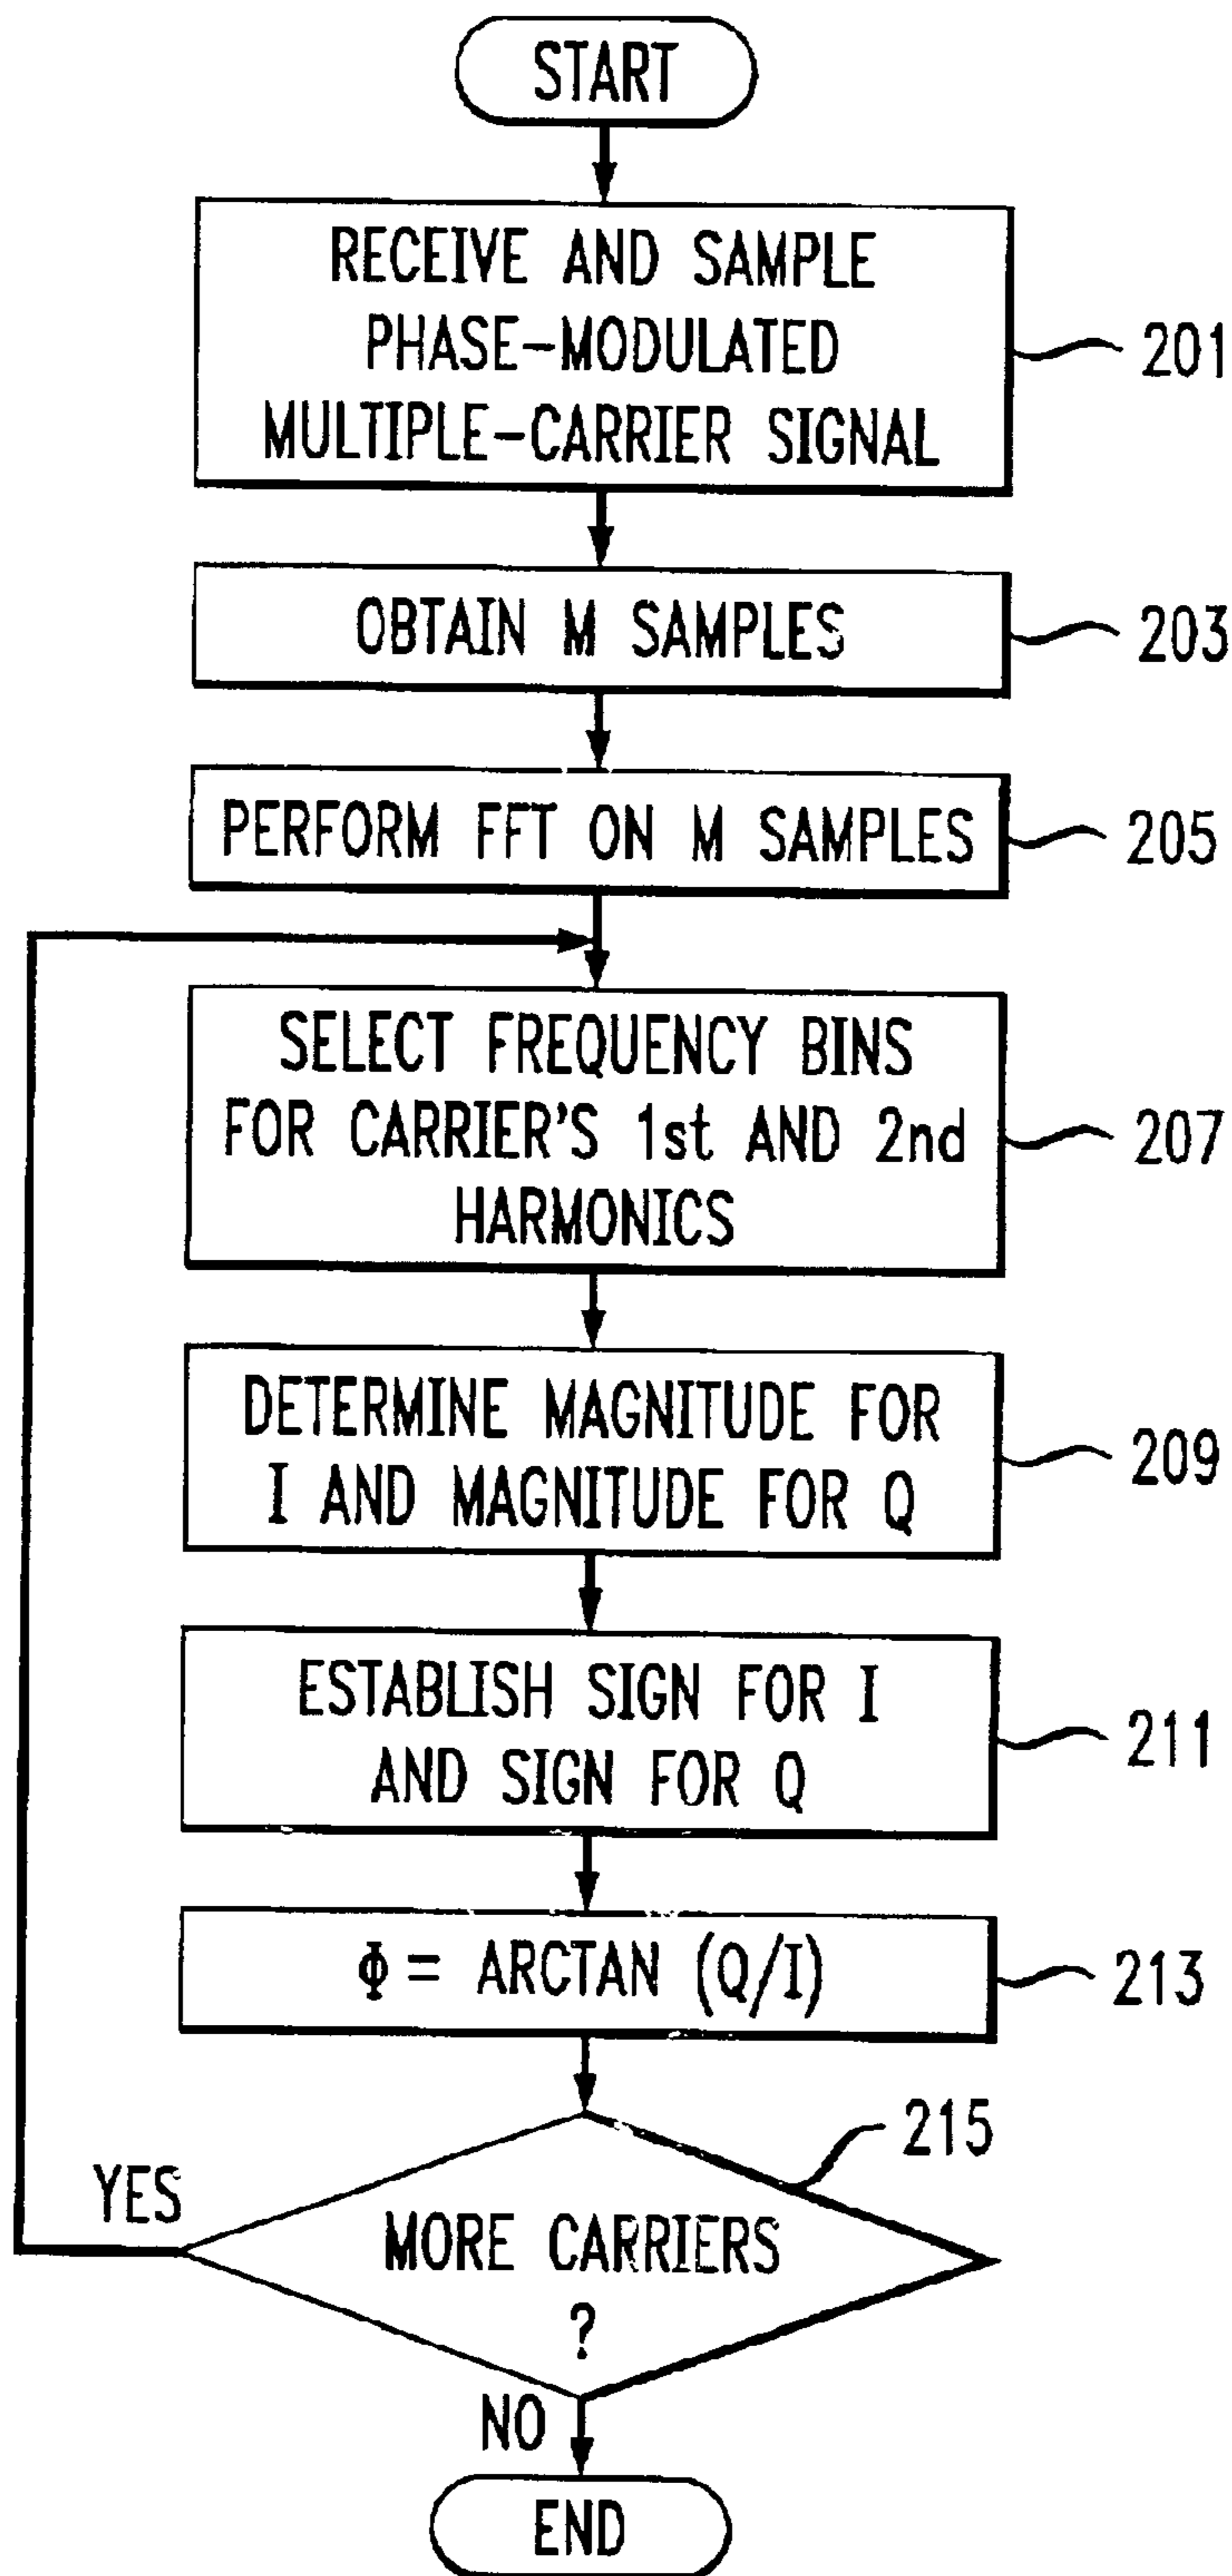 START
RECEIVE AND SAMPLE
PHASE-MODULATED
MULTIPLE-CARRIER SIGNAL
201
OBTAIN M SAMPLES
203
PERFORM FFT ON M SAMPLES
205
SELECT FREQUENCY BINS
FOR CARRIER'S 1st AND 2nd
HARMONICS
207
DETERMINE MAGNITUDE FOR
I AND MAGNITUDE FOR Q
209
ESTABLISH SIGN FOR I
AND SIGN FOR Q
211
Φ = ARCTAN (Q/I)
213
215
YES
MORE CARRIERS
?
NO
END